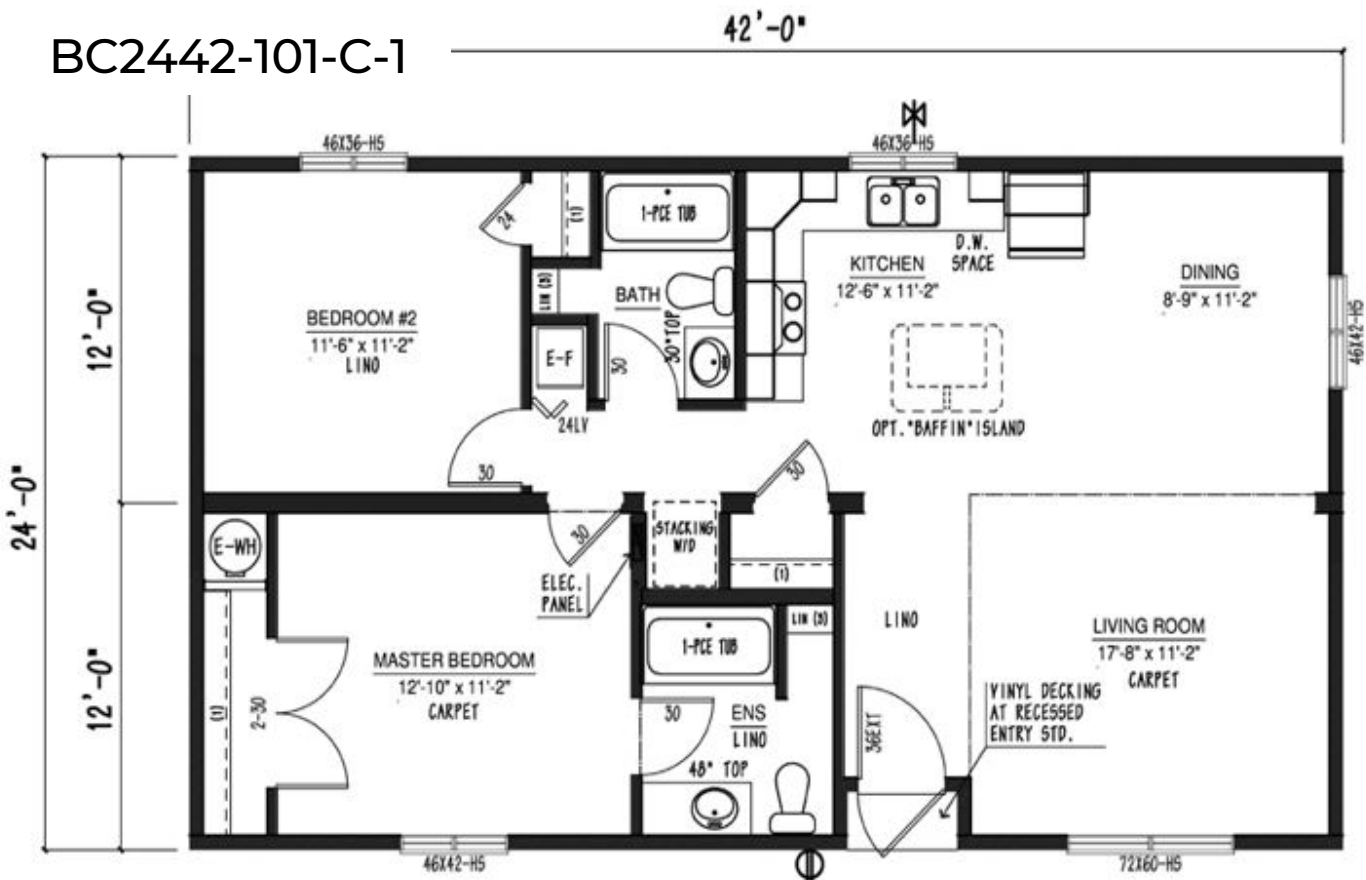 BC2442-101-C-1
42'-0"
46X36-HS
46X36-HS
24
(1)
1-PCE TUB
D.W.
SPACE
KITCHEN
12'-6" x 11'-2"
DINING
8'-9" x 11'-2"
46X42-HS
12'-0"
BEDROOM #2
11'-6" x 11'-2"
LINO
LIN (3)
BATH
30"TOP
E-F
30
24LV
30
OPT."BAFFIN"ISLAND
24'-0"
30
30
E-WH
STACKING
W/D
(1)
ELEC.
PANEL
12'-0"
MASTER BEDROOM
12'-10" x 11'-2"
CARPET
(1)
2-30
1-PCE TUB
LIN (3)
30
ENS
LINO
48" TOP
LINO
36EXT
LIVING ROOM
17'-8" x 11'-2"
CARPET
VINYL DECKING
AT RECESSED
ENTRY STD.
46X42-HS
72X60-HS